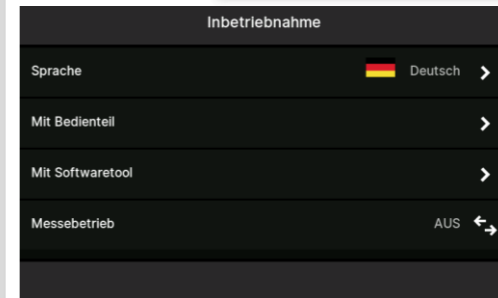 Inbetriebnahme
Sprache Deutsch
Mit Bedienteil
Mit Softwaretool
Messebetrieb AUS